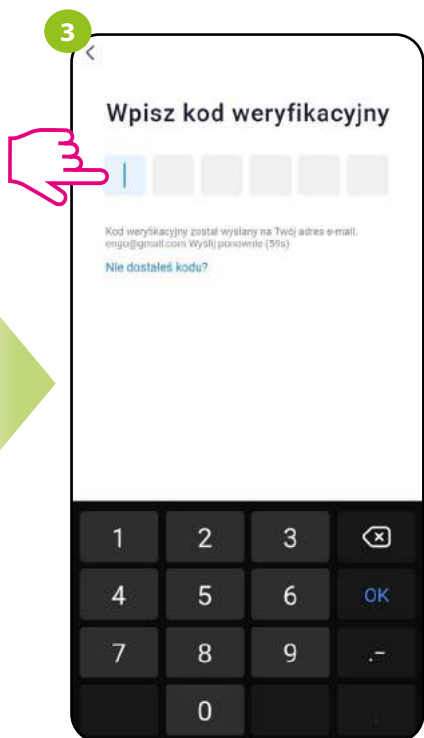 3
Wpisz kod weryfikacyjny
Kod weryfikacyjny został wysłany na Twój adres e-mail.
engo@gmail.com Wyślij ponownie (59s)
Nie dostałeś kodu?
1 2 3
4 5 6 OK
7 8 9 .-
0 ,